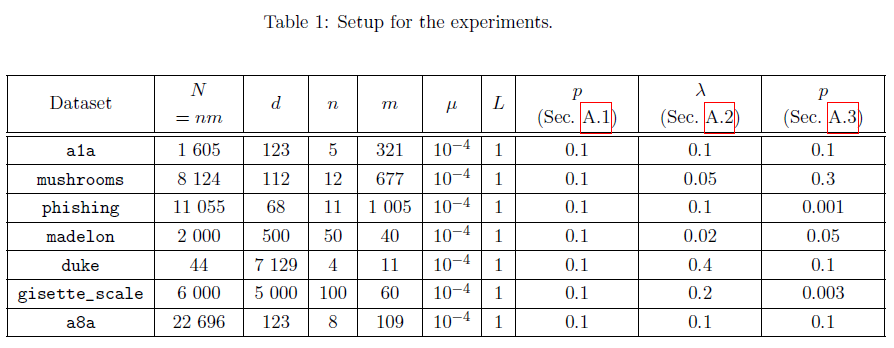 Table 1: Setup for the experiments.
Dataset N = nm d n m μ L p (Sec. A.1) λ (Sec. A.2) p (Sec. A.3)
a1a 1 605 123 5 321 10⁻⁴ 1 0.1 0.1 0.1
mushrooms 8 124 112 12 677 10⁻⁴ 1 0.1 0.05 0.3
phishing 11 055 68 11 1 005 10⁻⁴ 1 0.1 0.1 0.001
madelon 2 000 500 50 40 10⁻⁴ 1 0.1 0.02 0.05
duke 44 7 129 4 11 10⁻⁴ 1 0.1 0.4 0.1
gisette_scale 6 000 5 000 100 60 10⁻⁴ 1 0.1 0.2 0.003
a8a 22 696 123 8 109 10⁻⁴ 1 0.1 0.1 0.1